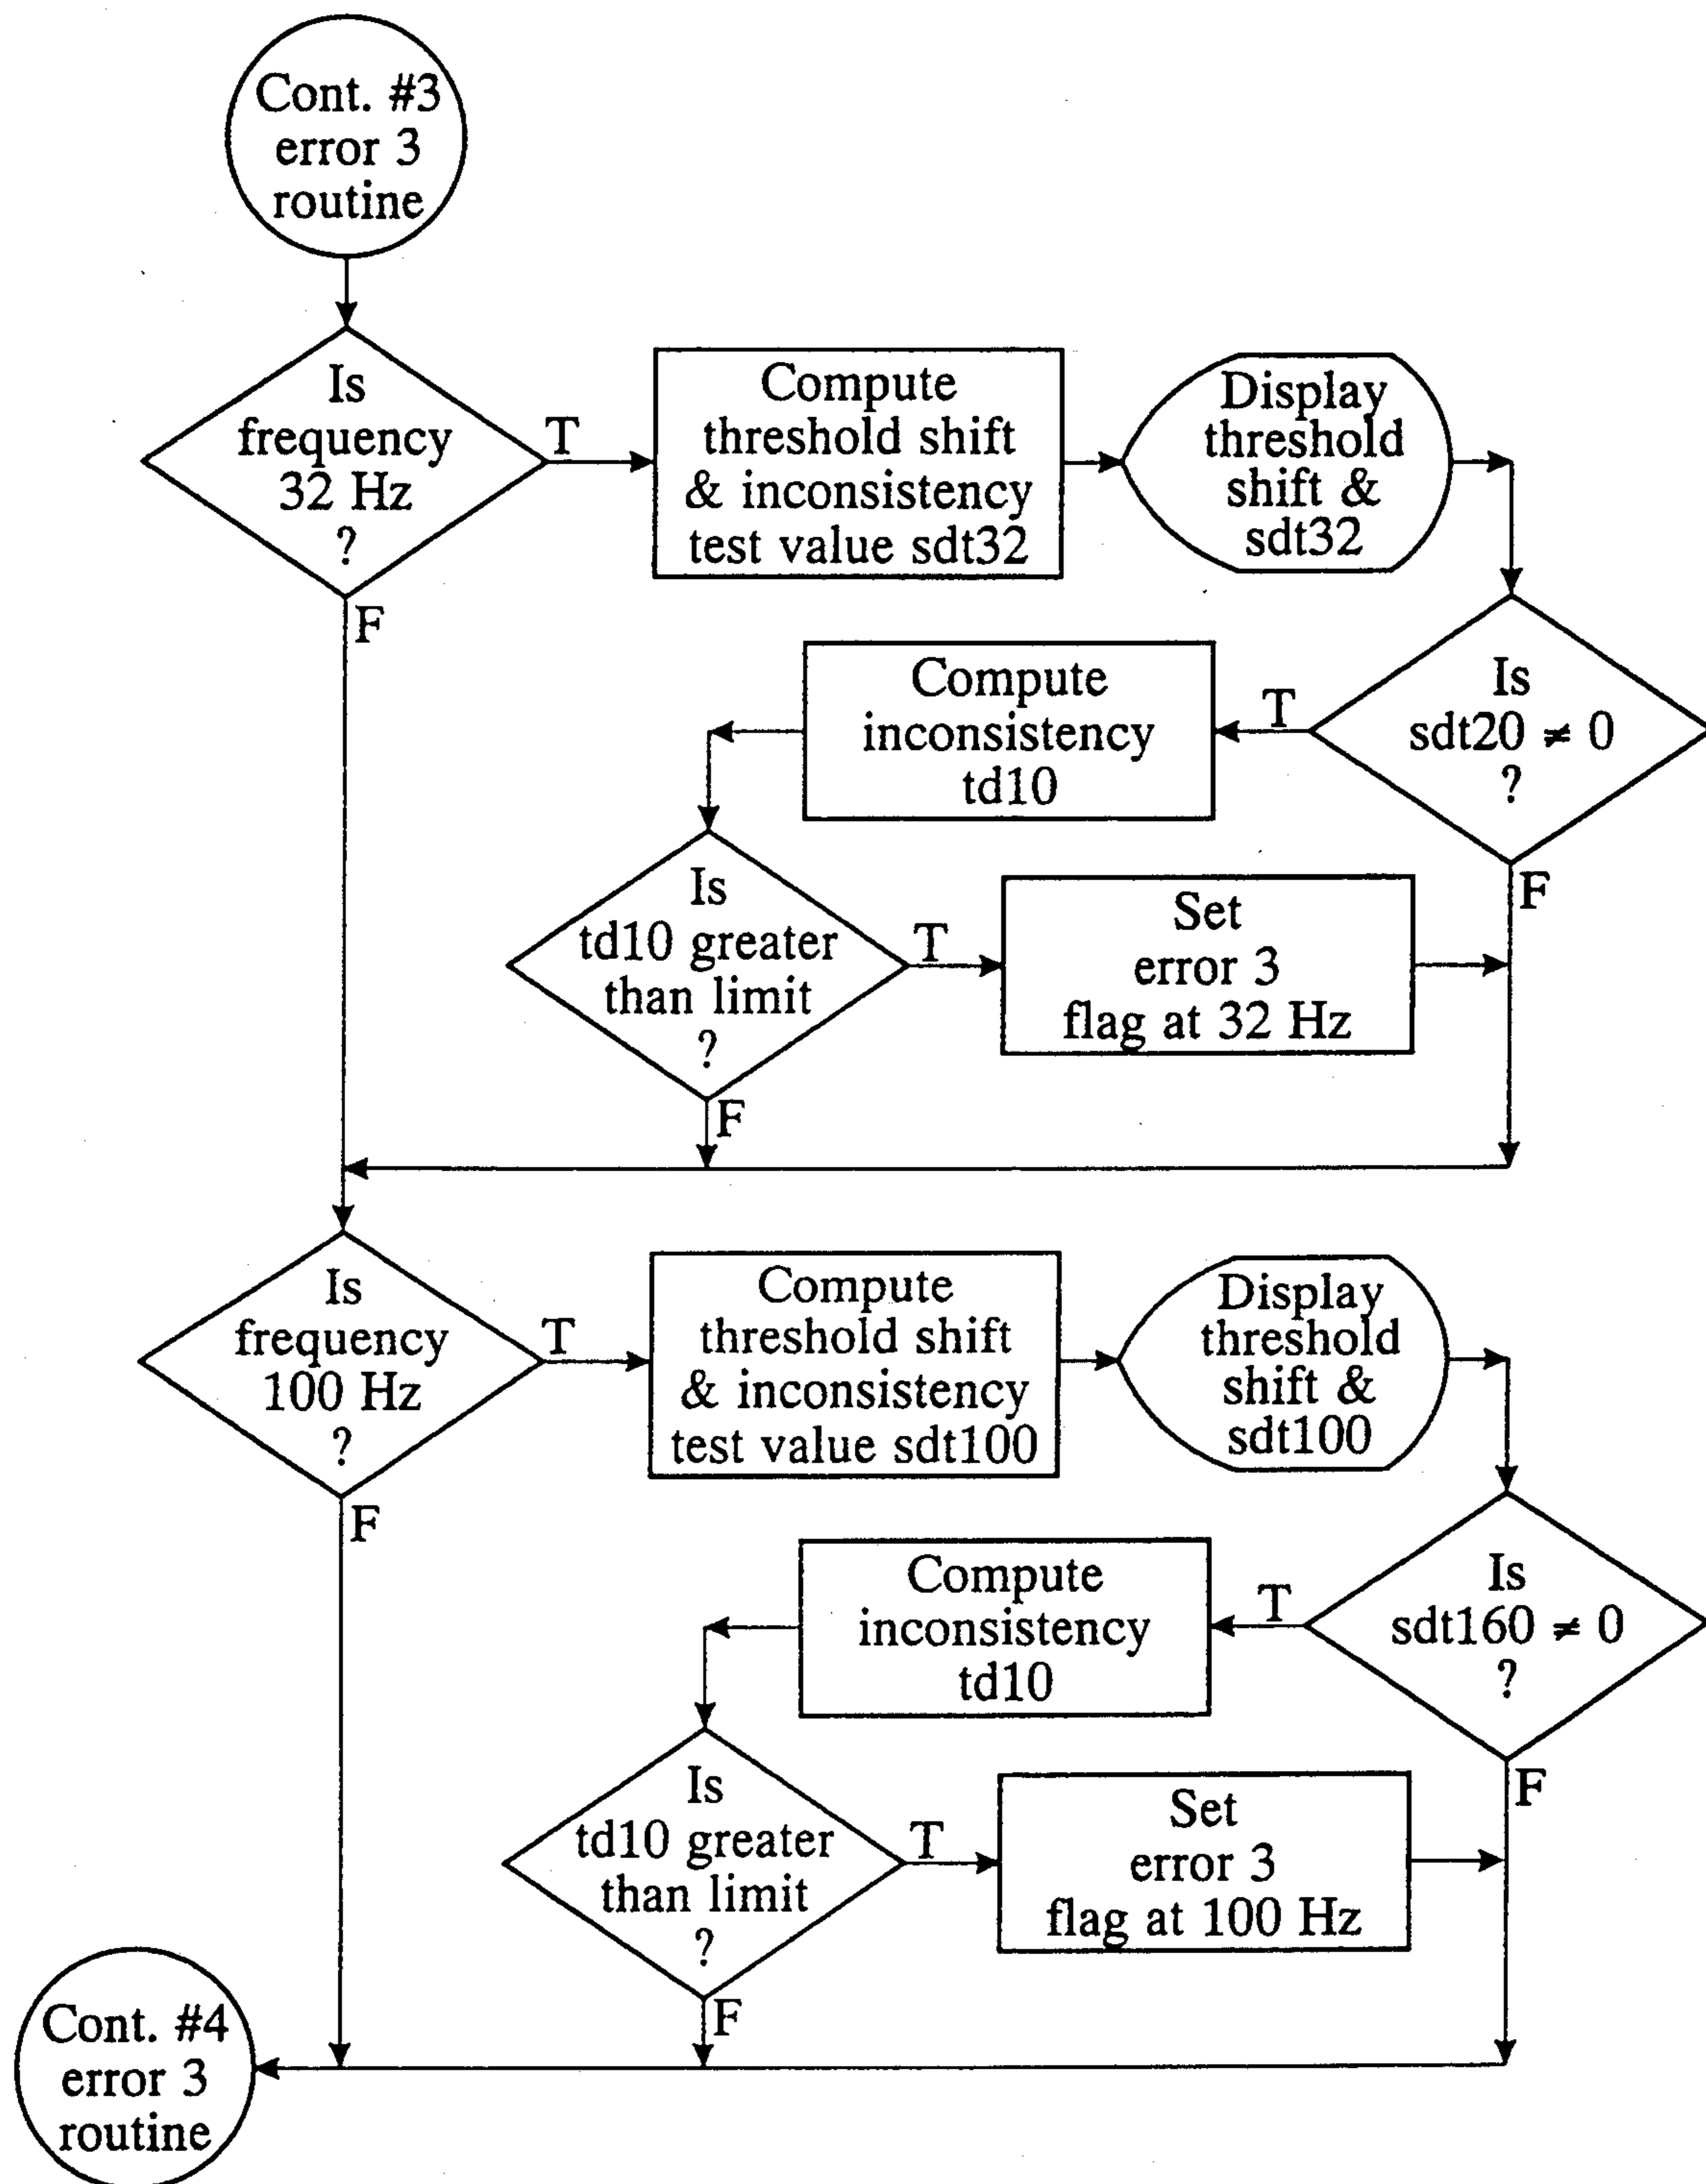 Cont. #3
error 3
routine
Is
frequency
32 Hz
?
T
F
Compute
threshold shift
& inconsistency
test value sdt32
Display
threshold
shift &
sdt32
Is
sdt20 ≠ 0
?
T
F
Compute
inconsistency
td10
Is
td10 greater
than limit
?
T
F
Set
error 3
flag at 32 Hz
Is
frequency
100 Hz
?
T
F
Compute
threshold shift
& inconsistency
test value sdt100
Display
threshold
shift &
sdt100
Is
sdt160 ≠ 0
?
T
F
Compute
inconsistency
td10
Is
td10 greater
than limit
?
T
F
Set
error 3
flag at 100 Hz
Cont. #4
error 3
routine